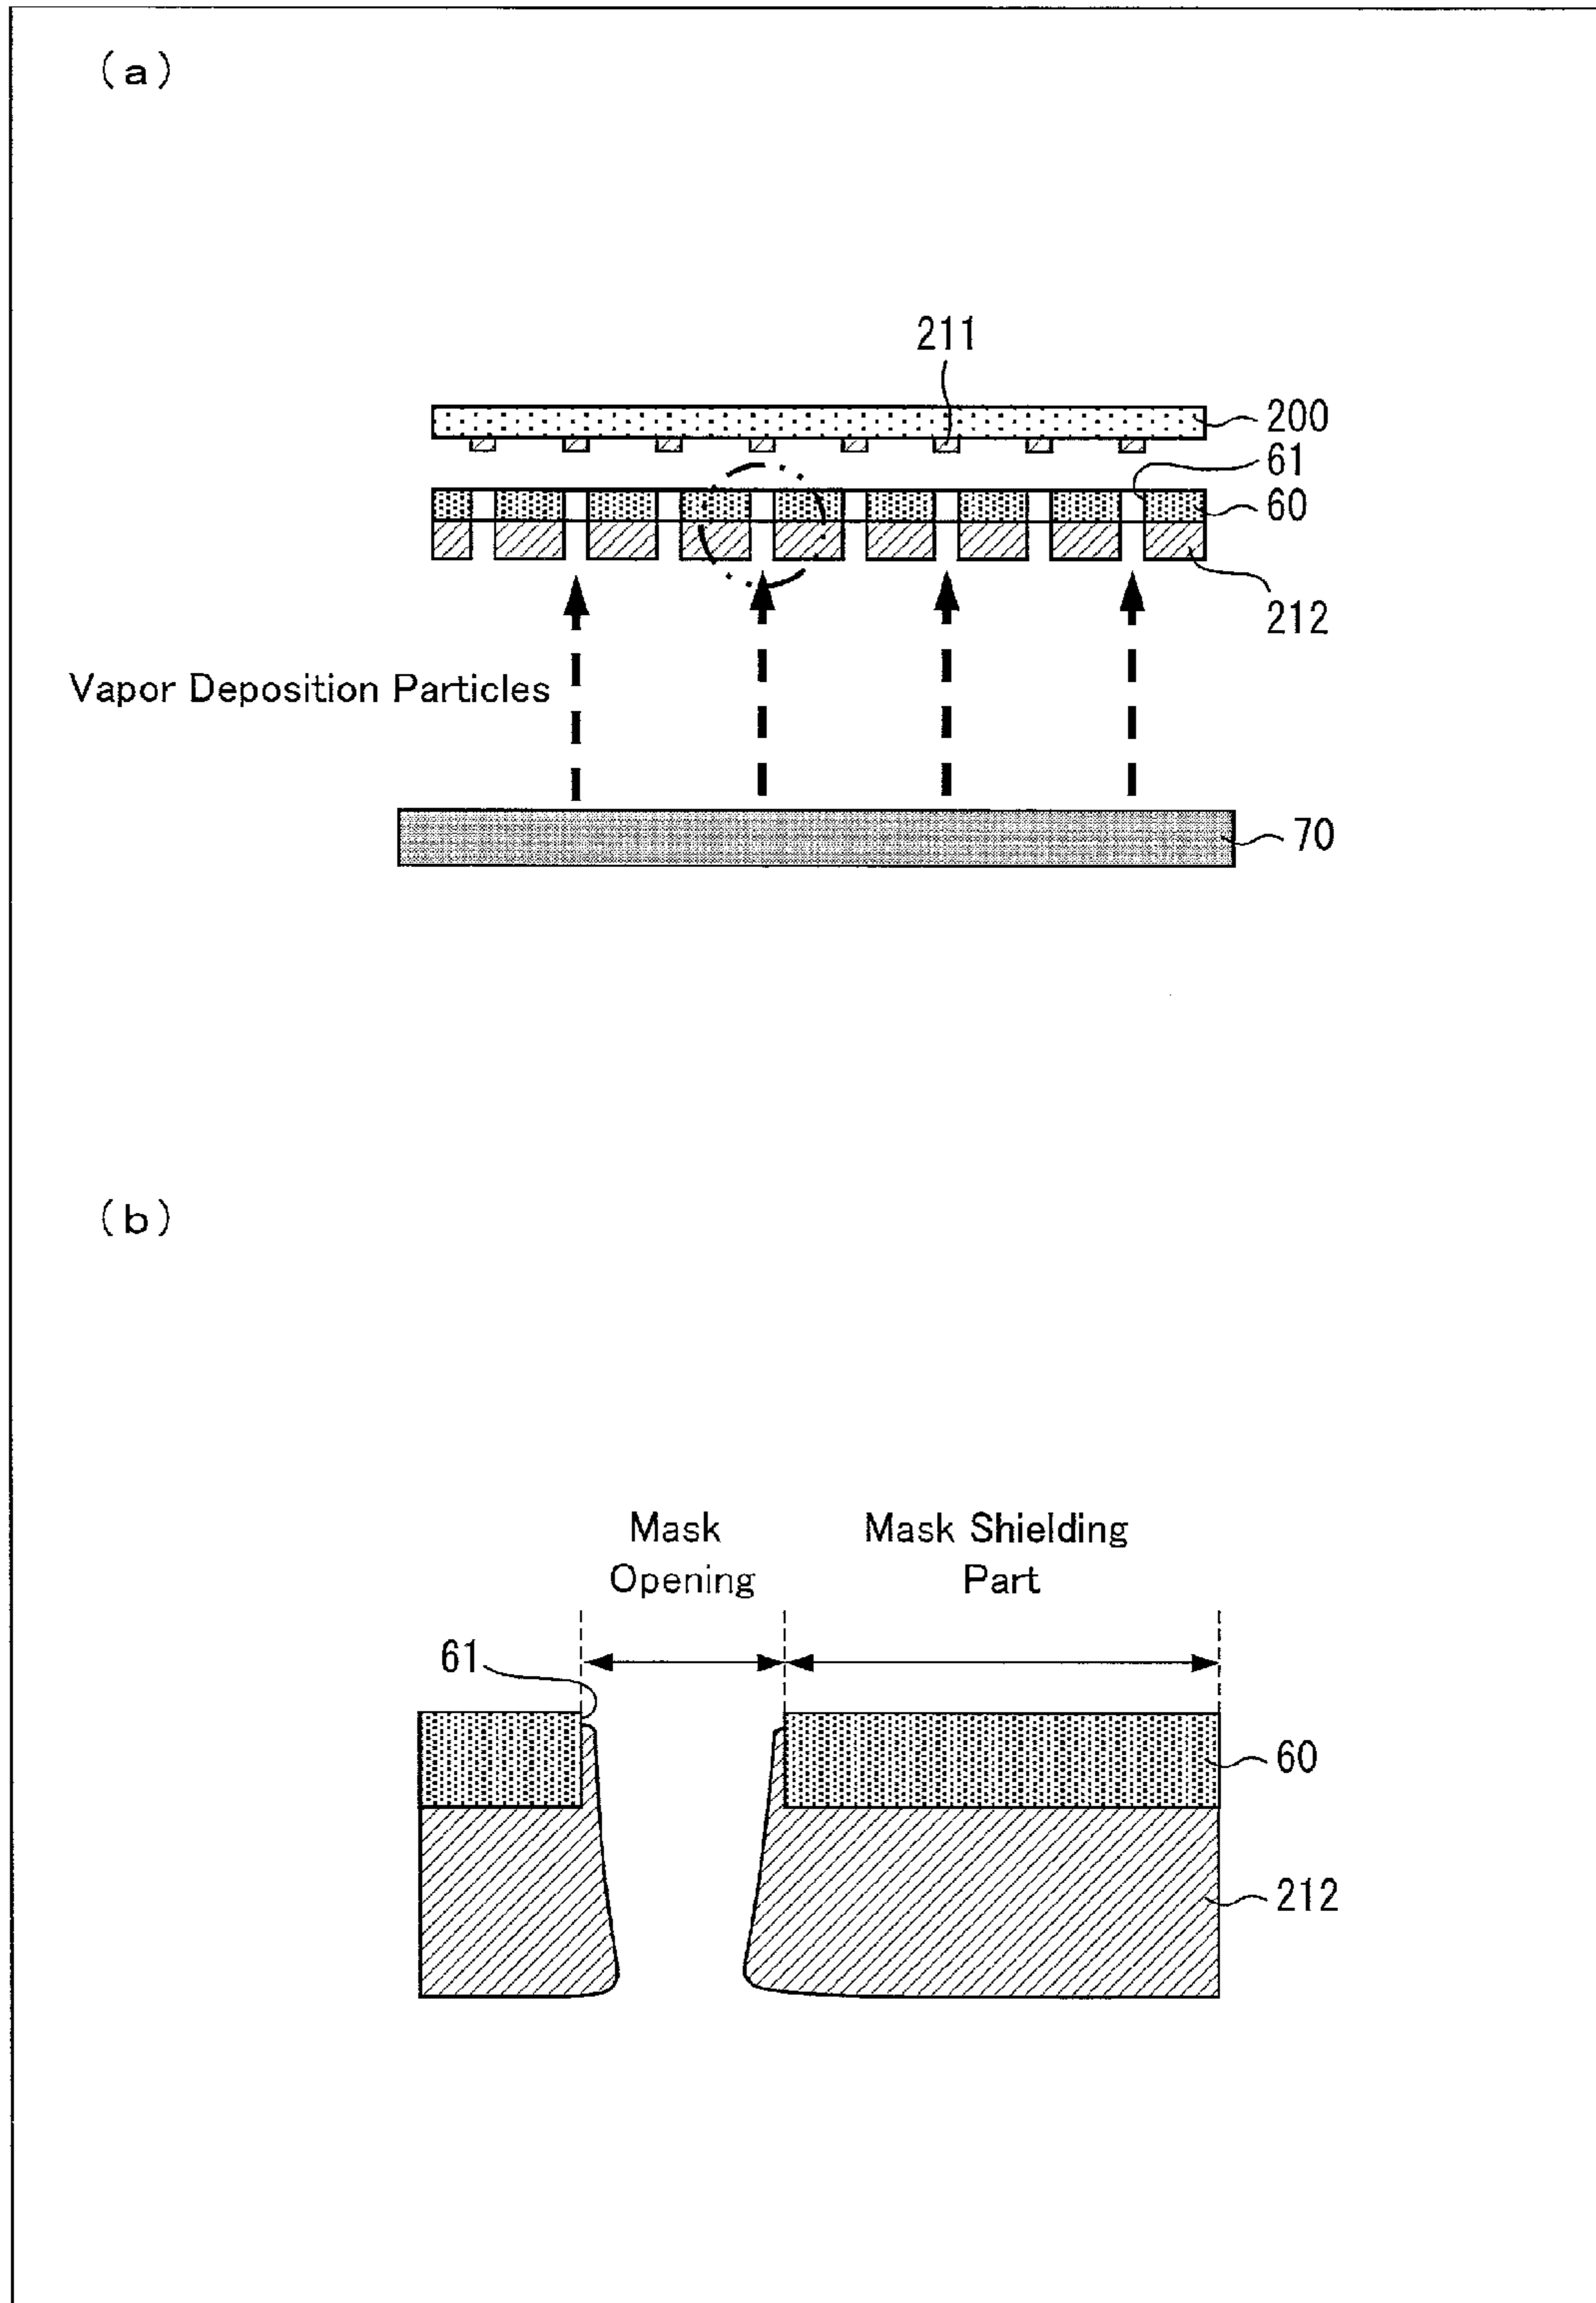 (a)
211
200
61
60
212
Vapor Deposition Particles
70
(b)
Mask Opening
Mask Shielding Part
61
60
212